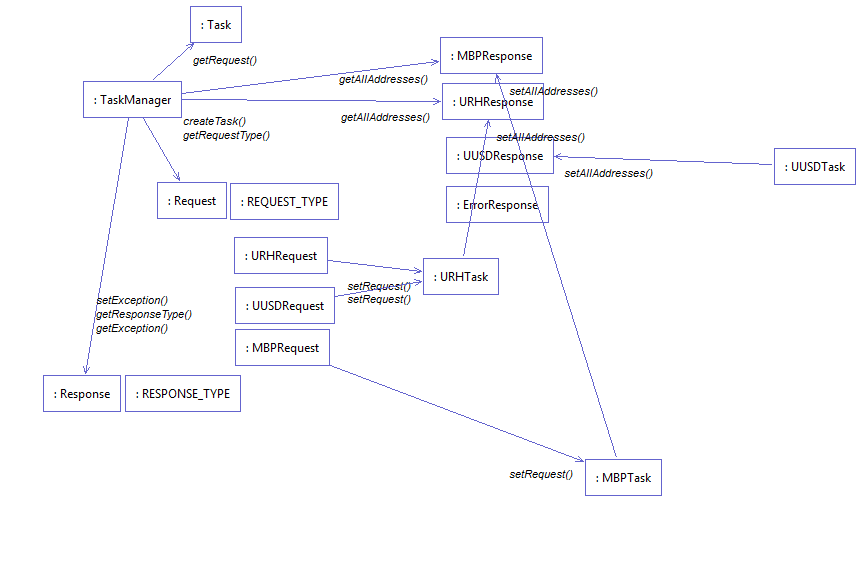 : Task
getRequest()
: MBPResponse
getAllAddresses()
setAllAddresses()
: TaskManager
: URHResponse
getAllAddresses()
createTask()
getRequestType()
setAllAddresses()
: UUSDResponse
: UUSDTask
setAllAddresses()
: Request
: REQUEST_TYPE
: ErrorResponse
: URHRequest
: URHTask
setRequest()
setRequest()
: UUSDRequest
setException()
getResponseType()
getException()
: MBPRequest
: Response
: RESPONSE_TYPE
setRequest()
: MBPTask